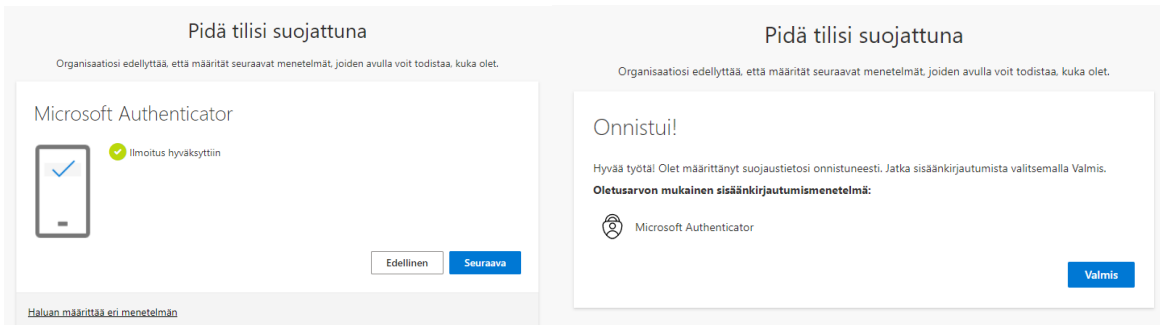 Pidä tilisi suojattuna
Organisaatiosi edellyttää, että määrität seuraavat menetelmät, joiden avulla voit todistaa, kuka olet.
Microsoft Authenticator
Ilmoitus hyväksyttiin
Edellinen
Seuraava
Haluan määrittää eri menetelmän
Pidä tilisi suojattuna
Organisaatiosi edellyttää, että määrität seuraavat menetelmät, joiden avulla voit todistaa, kuka olet.
Onnistui!
Hyvää työtä! Olet määrittänyt suojaustietosi onnistuneesti. Jatka sisäänkirjautumista valitsemalla Valmis.
Oletusarvon mukainen sisäänkirjautumismenetelmä:
Microsoft Authenticator
Valmis